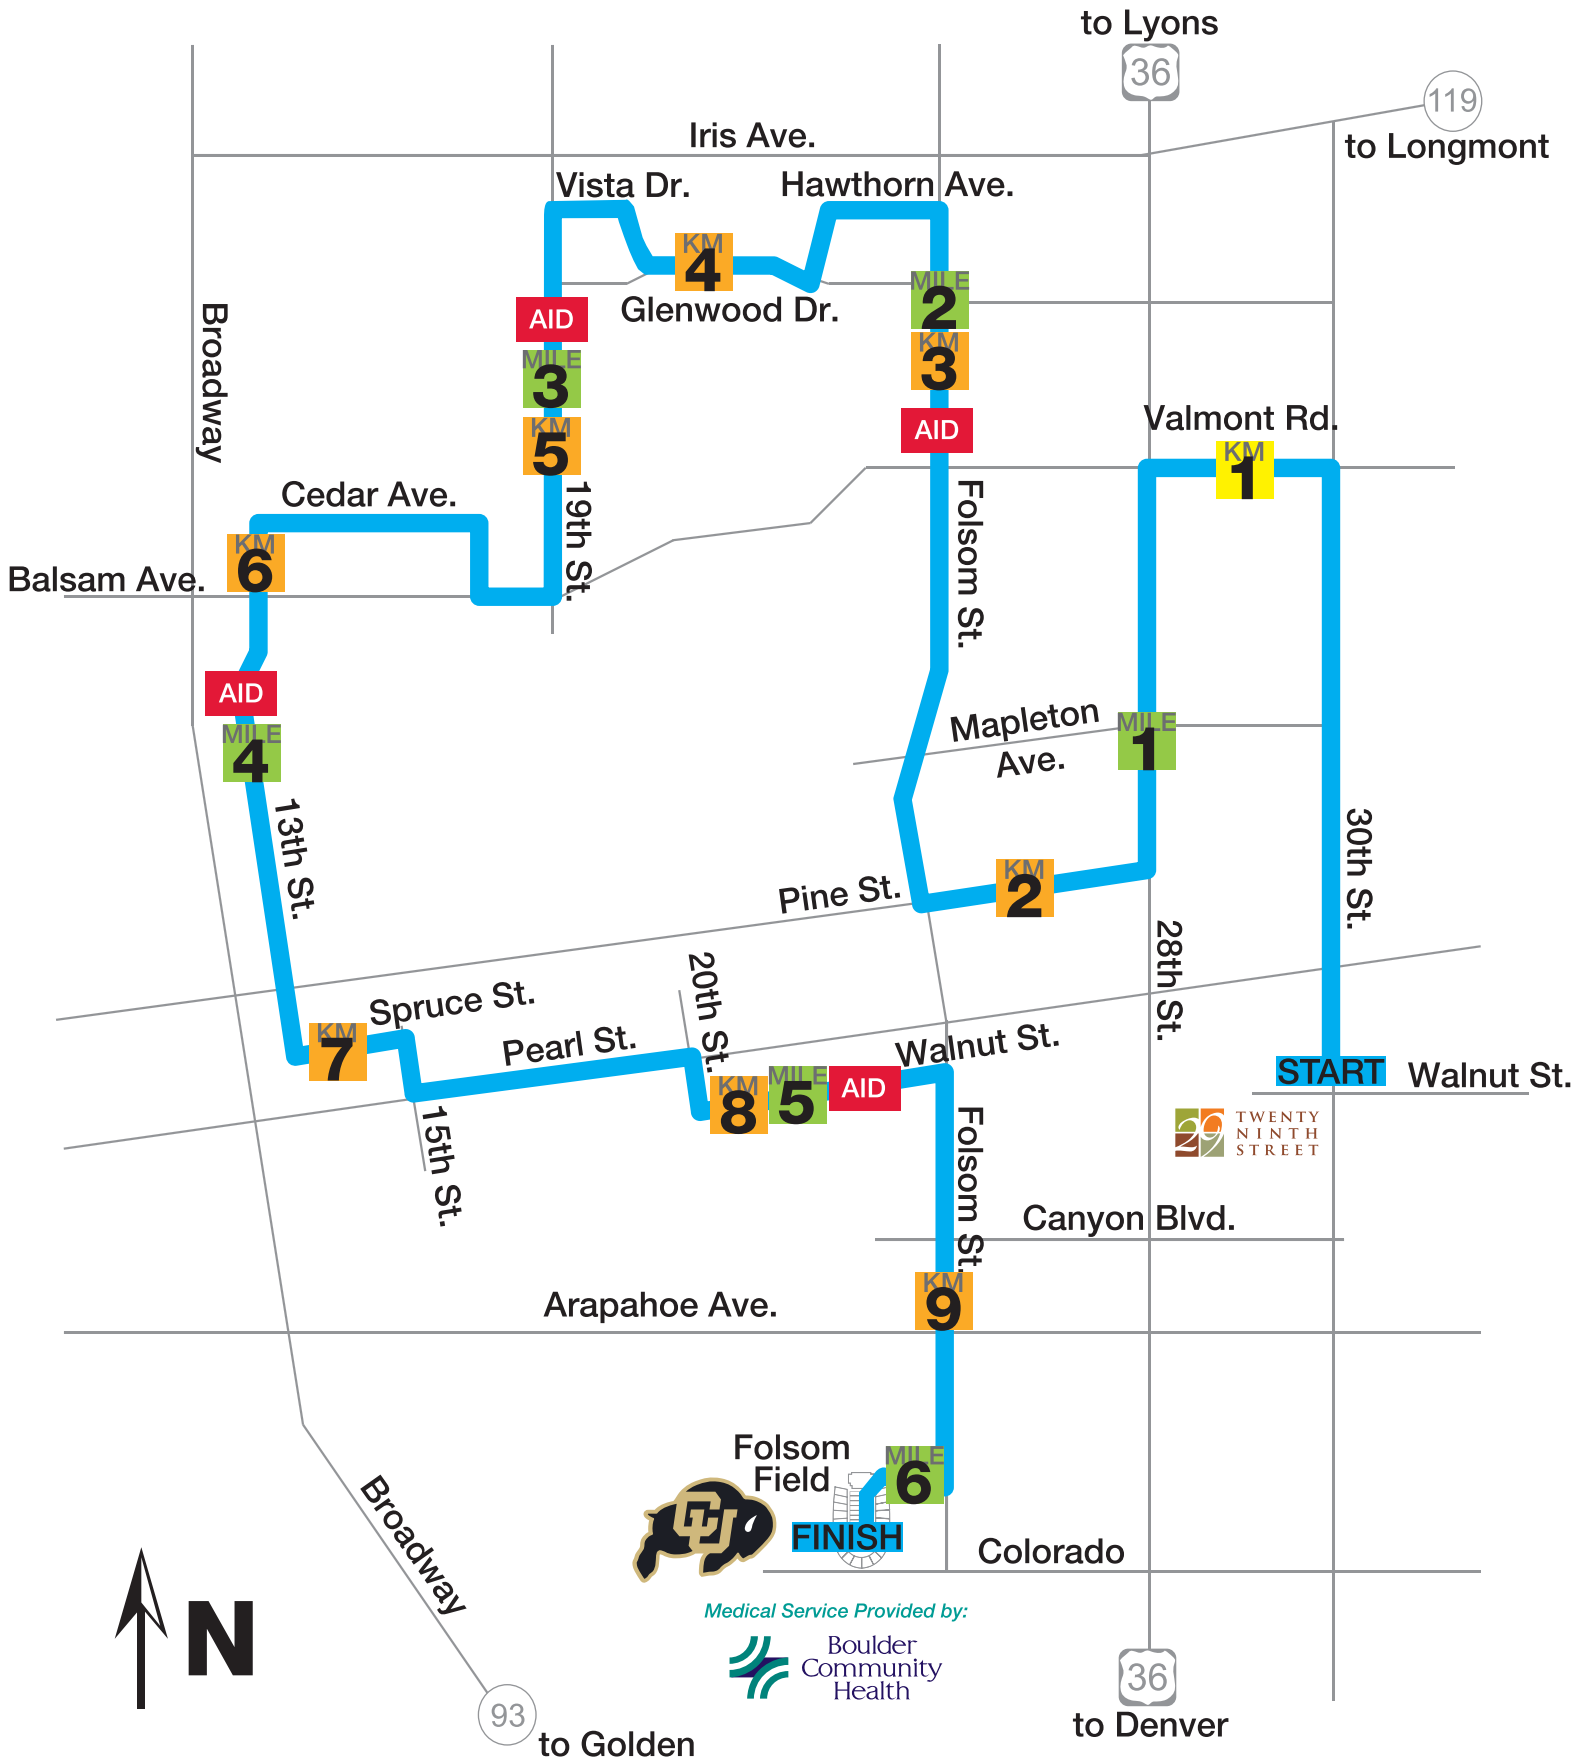 to Lyons
36
119
to Longmont
Iris Ave.
Vista Dr.
Hawthorn Ave.
KM
4
MILE
2
Glenwood Dr.
AID
Broadway
KM
3
MILE
3
AID
Valmont Rd.
KM
5
KM
1
Cedar Ave.
19th St.
Folsom St.
KM
6
Balsam Ave.
AID
Mapleton
Ave.
MILE
1
MILE
4
13th St.
30th St.
KM
2
Pine St.
28th St.
20th St.
Spruce St.
KM
7
Pearl St.
Walnut St.
START
Walnut St.
KM
8
MILE
5
AID
15th St.
Folsom St.
29
TWENTY
NINTH
STREET
Canyon Blvd.
KM
9
Arapahoe Ave.
Folsom
Field
MILE
6
CU
FINISH
Colorado
Broadway
N
Medical Service Provided by:
Boulder
Community
Health
36
93
to Denver
to Golden